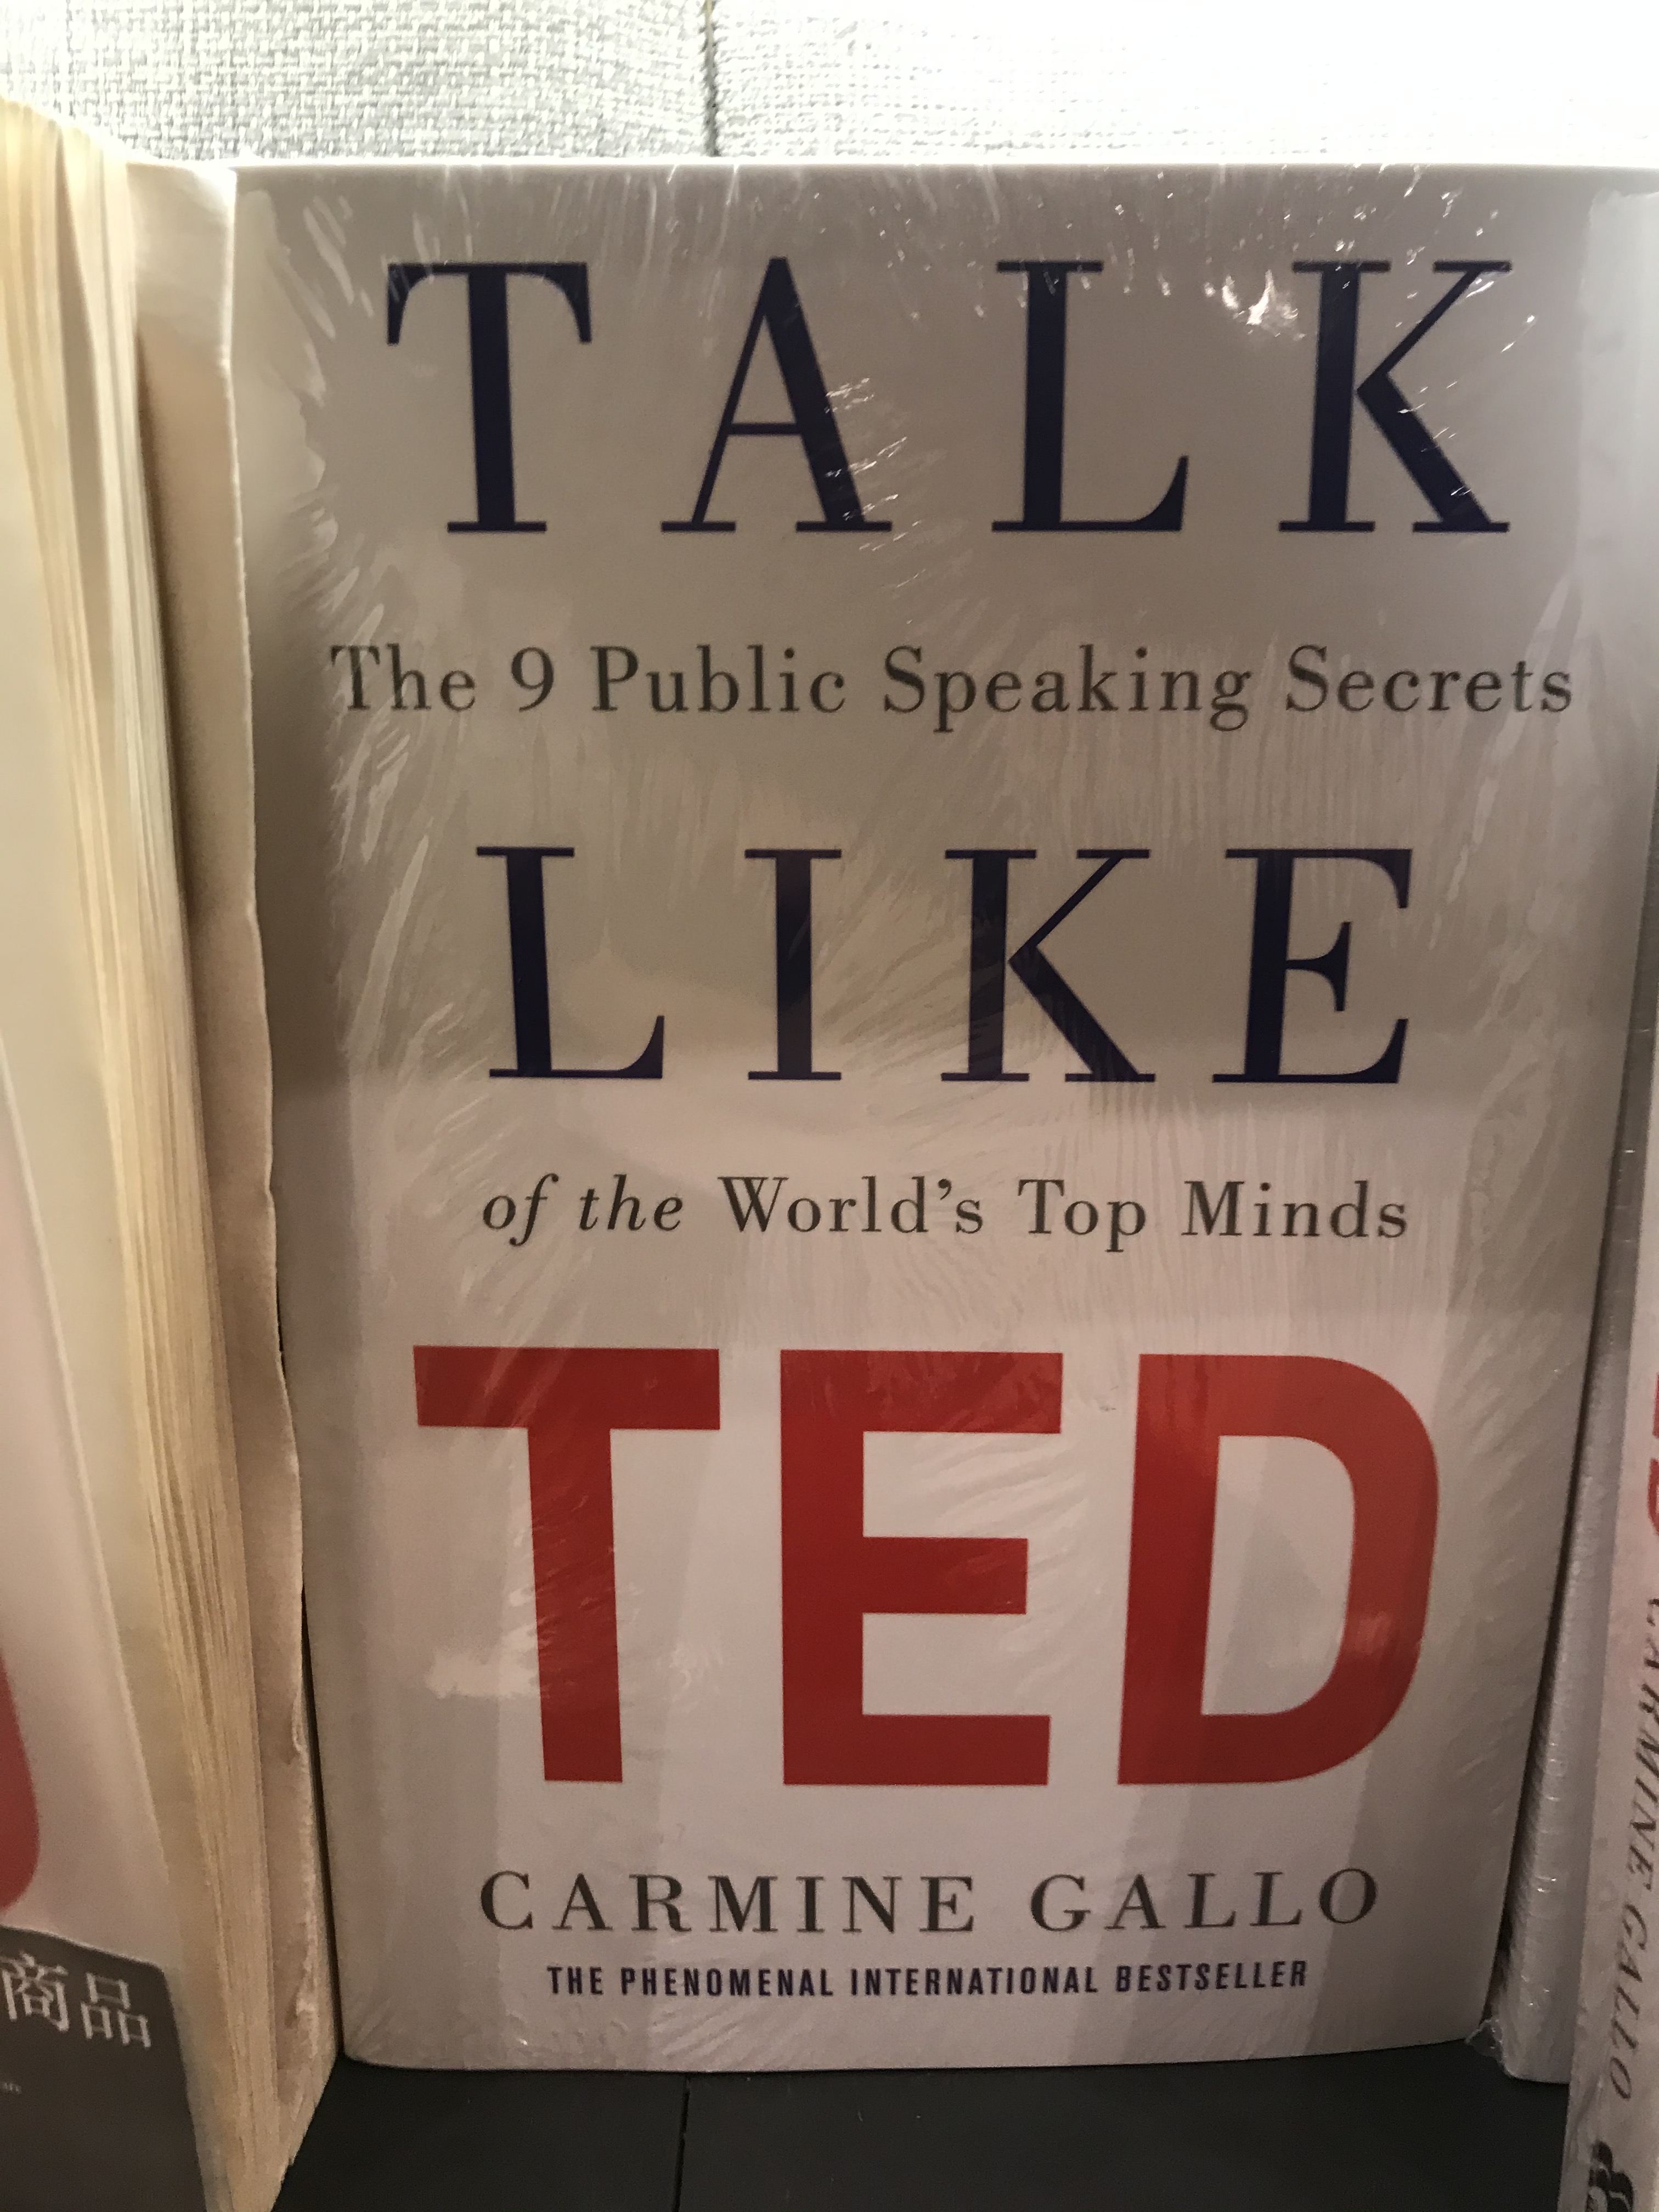 TALK
The 9 Public Speaking Secrets
LIKE
of the World's Top Minds
TED
CARMINE GALLO
THE PHENOMENAL INTERNATIONAL BESTSELLER
商品
CARMINE GALLO